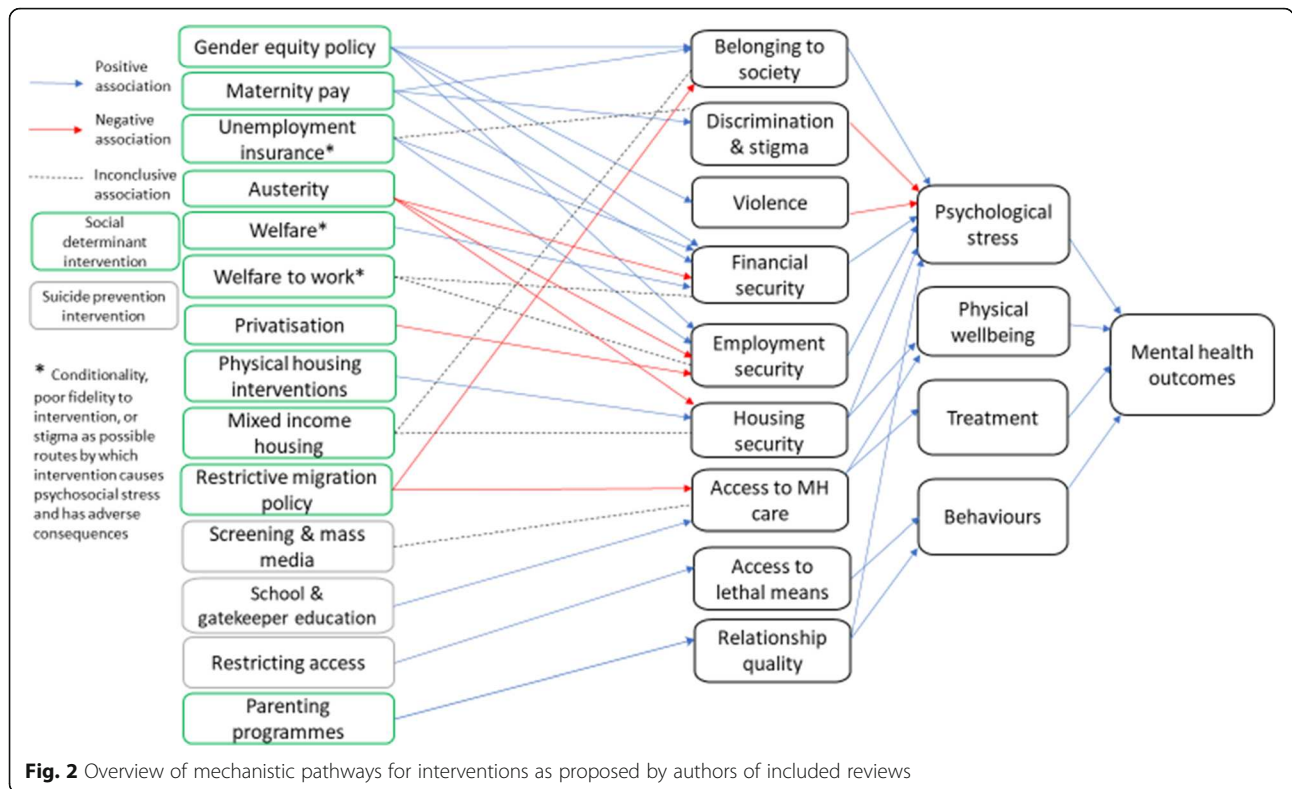 Positive
association
Negative
association
Inconclusive
association
Social
determinant
intervention
Suicide prevention
intervention
* Conditionality,
poor fidelity to
intervention, or
stigma as possible
routes by which
intervention causes
psychosocial stress
and has adverse
consequences
Gender equity policy
Maternity pay
Unemployment
insurance*
Austerity
Welfare*
Welfare to work*
Privatisation
Physical housing
interventions
Mixed income
housing
Restrictive migration
policy
Screening & mass
media
School &
gatekeeper education
Restricting access
Parenting
programmes
Belonging to
society
Discrimination
& stigma
Violence
Financial
security
Employment
security
Housing
security
Access to MH
care
Access to
lethal means
Relationship
quality
Psychological
stress
Physical
wellbeing
Treatment
Behaviours
Mental health
outcomes
Fig. 2 Overview of mechanistic pathways for interventions as proposed by authors of included reviews